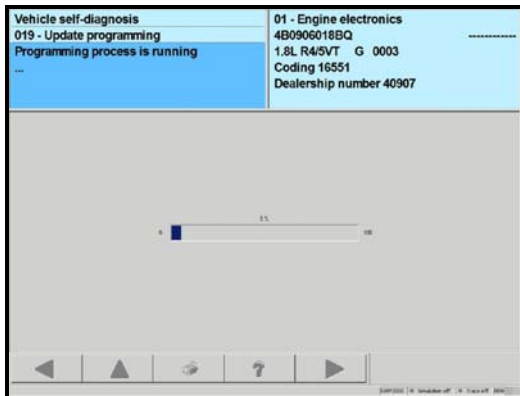 Vehicle self-diagnosis
019 - Update programming
Programming process is running
...
01 - Engine electronics
4B0906018BQ ------------
1.8L R4/5VT G 0003
Coding 16551
Dealership number 40907
0
100
?